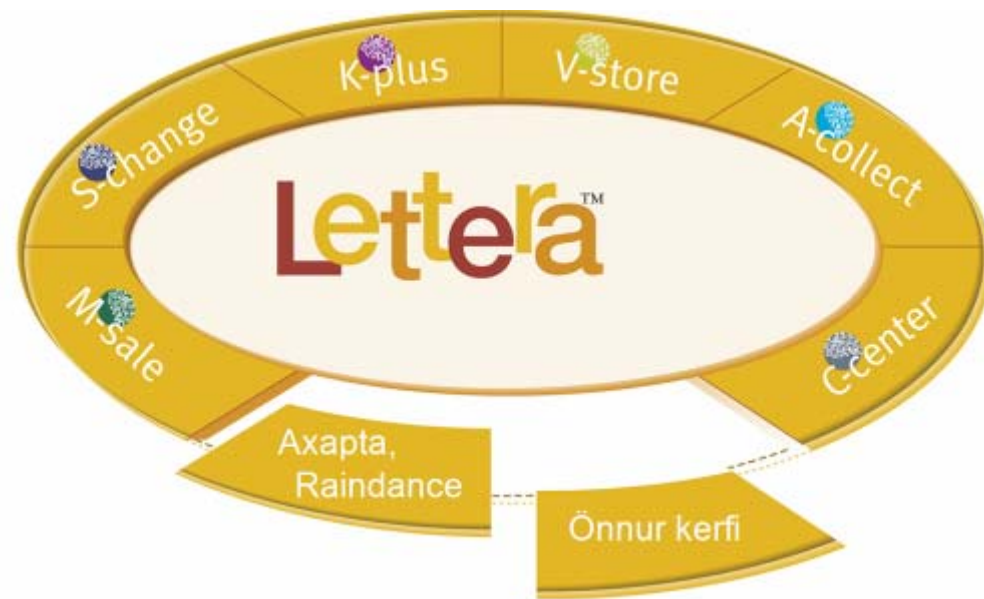 K-plus
V-store
S-change
A-collect
Lettera™
M-sale
C-center
Axapta,
Raindance
Önnur kerfi